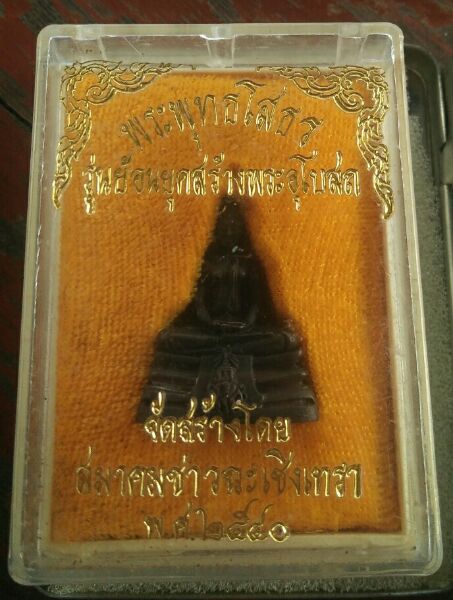 พระพุทธโสธร
รุ่นย้อนยุคสร้างพระอุโบสถ
จัดสร้างโดย
สมาคมชาวฉะเชิงเทรา
พ.ศ.๒๕๔๐